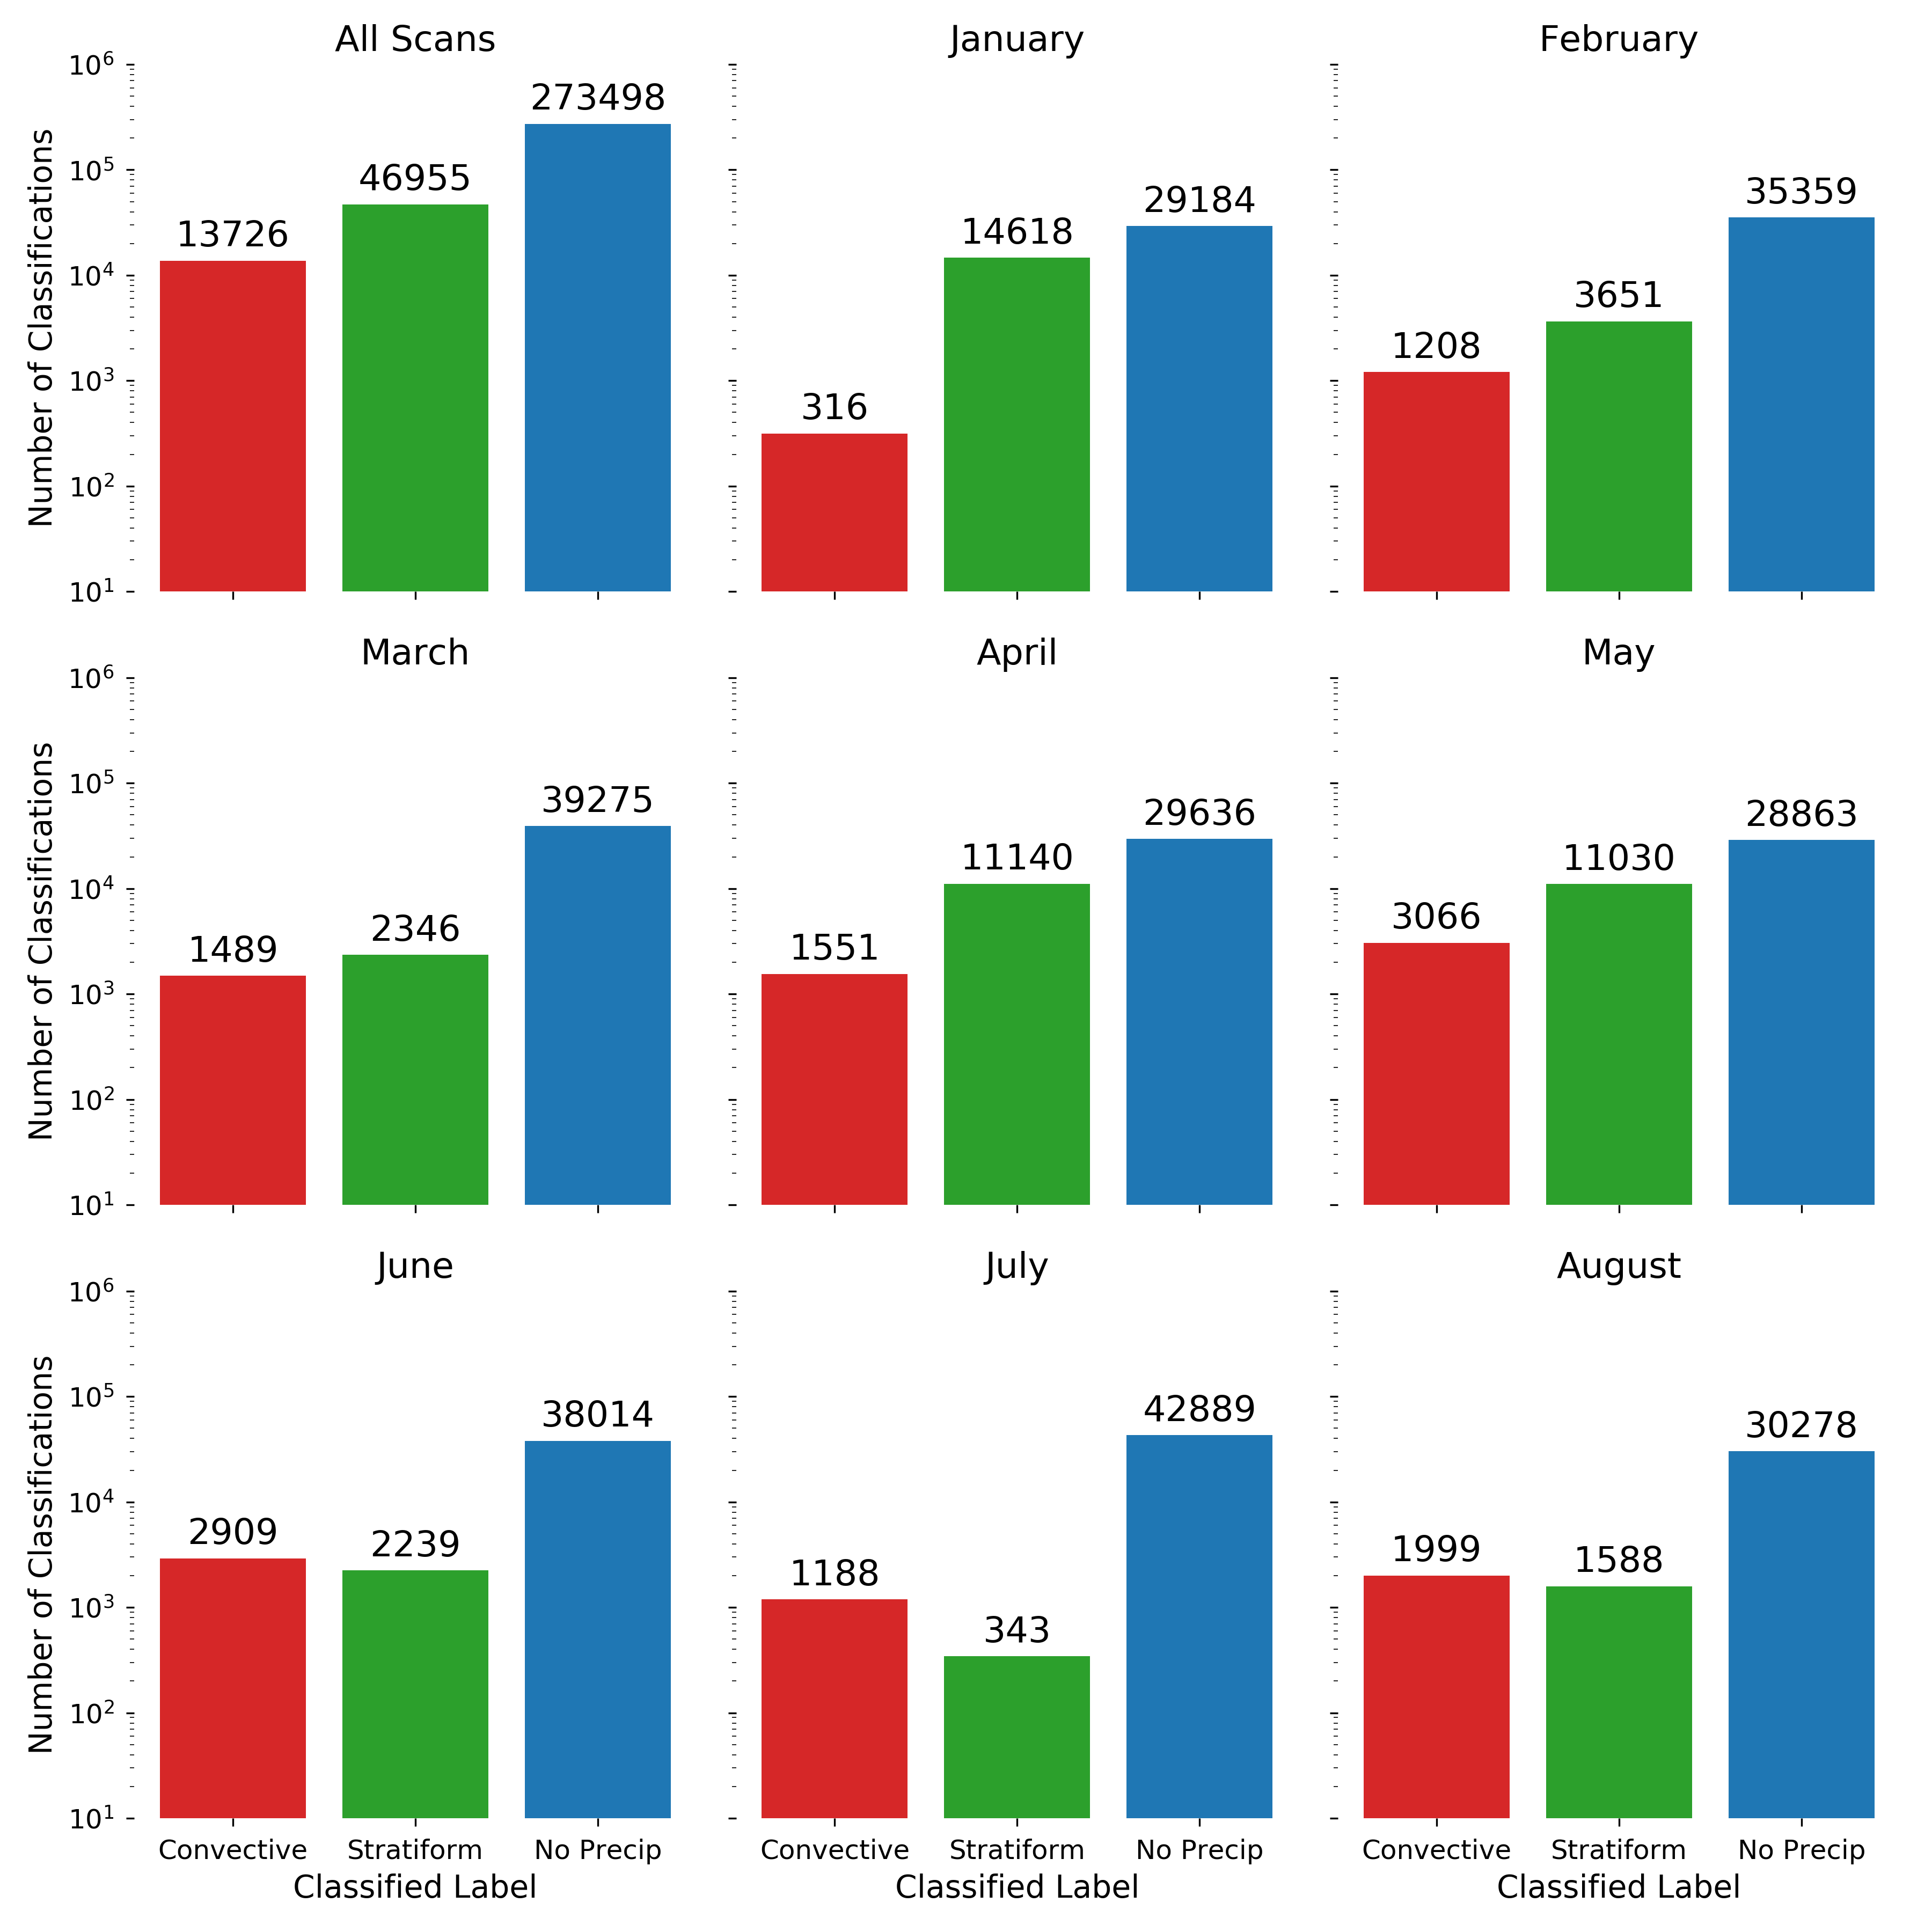 All Scans
Number of Classifications
10⁶
10⁵
10⁴
10³
10²
10¹
13726
46955
273498
January
316
14618
29184
February
1208
3651
35359
March
Number of Classifications
10⁶
10⁵
10⁴
10³
10²
10¹
1489
2346
39275
April
1551
11140
29636
May
3066
11030
28863
June
Number of Classifications
10⁶
10⁵
10⁴
10³
10²
10¹
2909
2239
38014
Convective Stratiform No Precip
Classified Label
July
1188
343
42889
Convective Stratiform No Precip
Classified Label
August
1999
1588
30278
Convective Stratiform No Precip
Classified Label